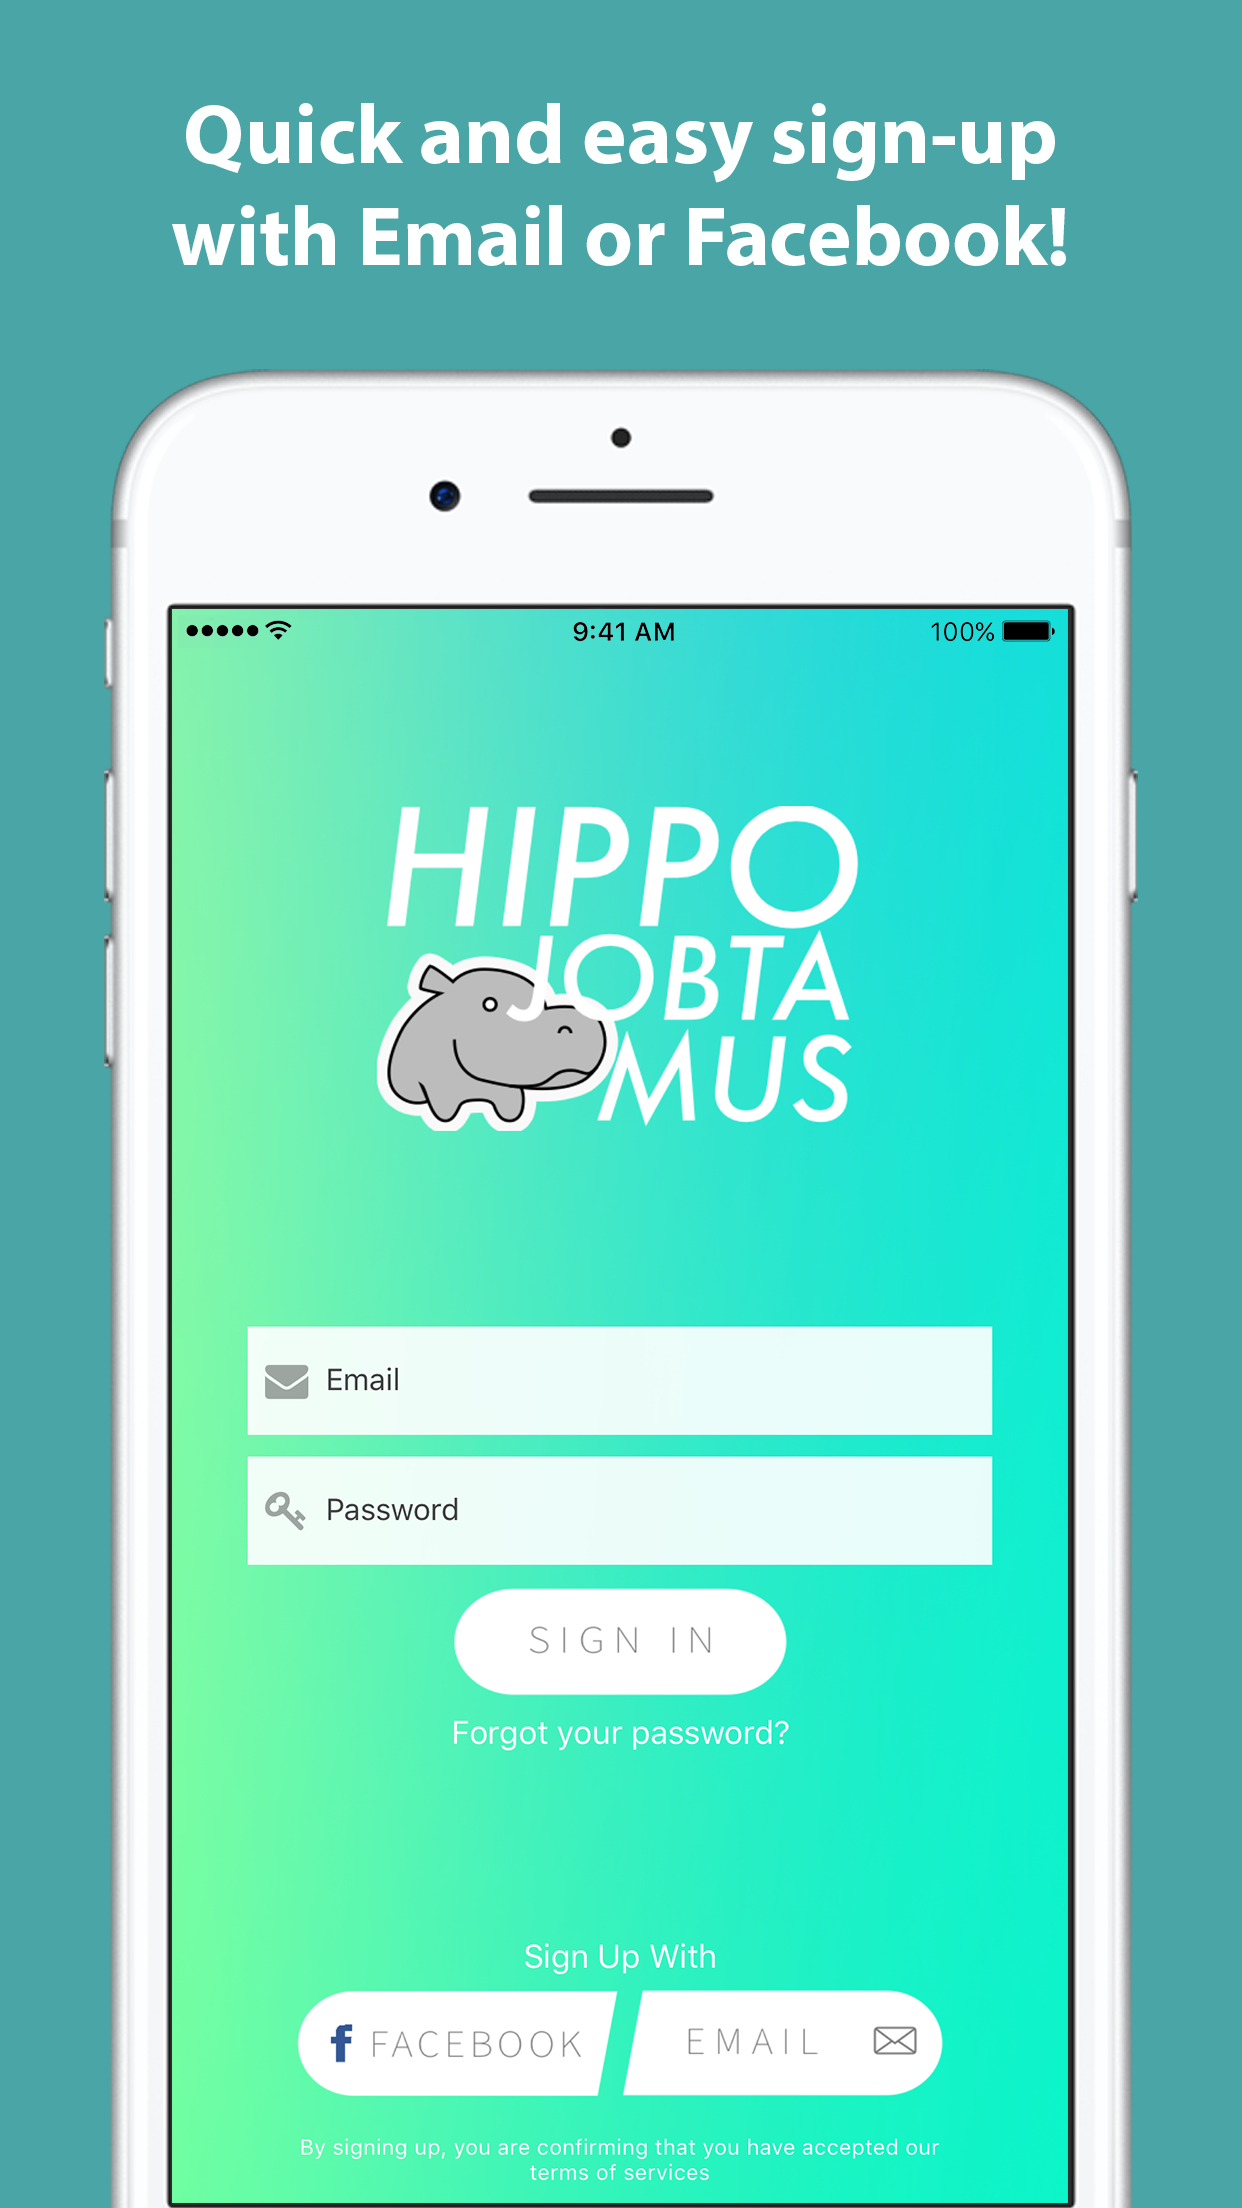 Quick and easy sign-up
with Email or Facebook!
9:41 AM
100%
HIPPO
JOBTA
MUS
Email
Password
SIGN IN
Forgot your password?
Sign Up With
f FACEBOOK
EMAIL
By signing up, you are confirming that you have accepted our
terms of services